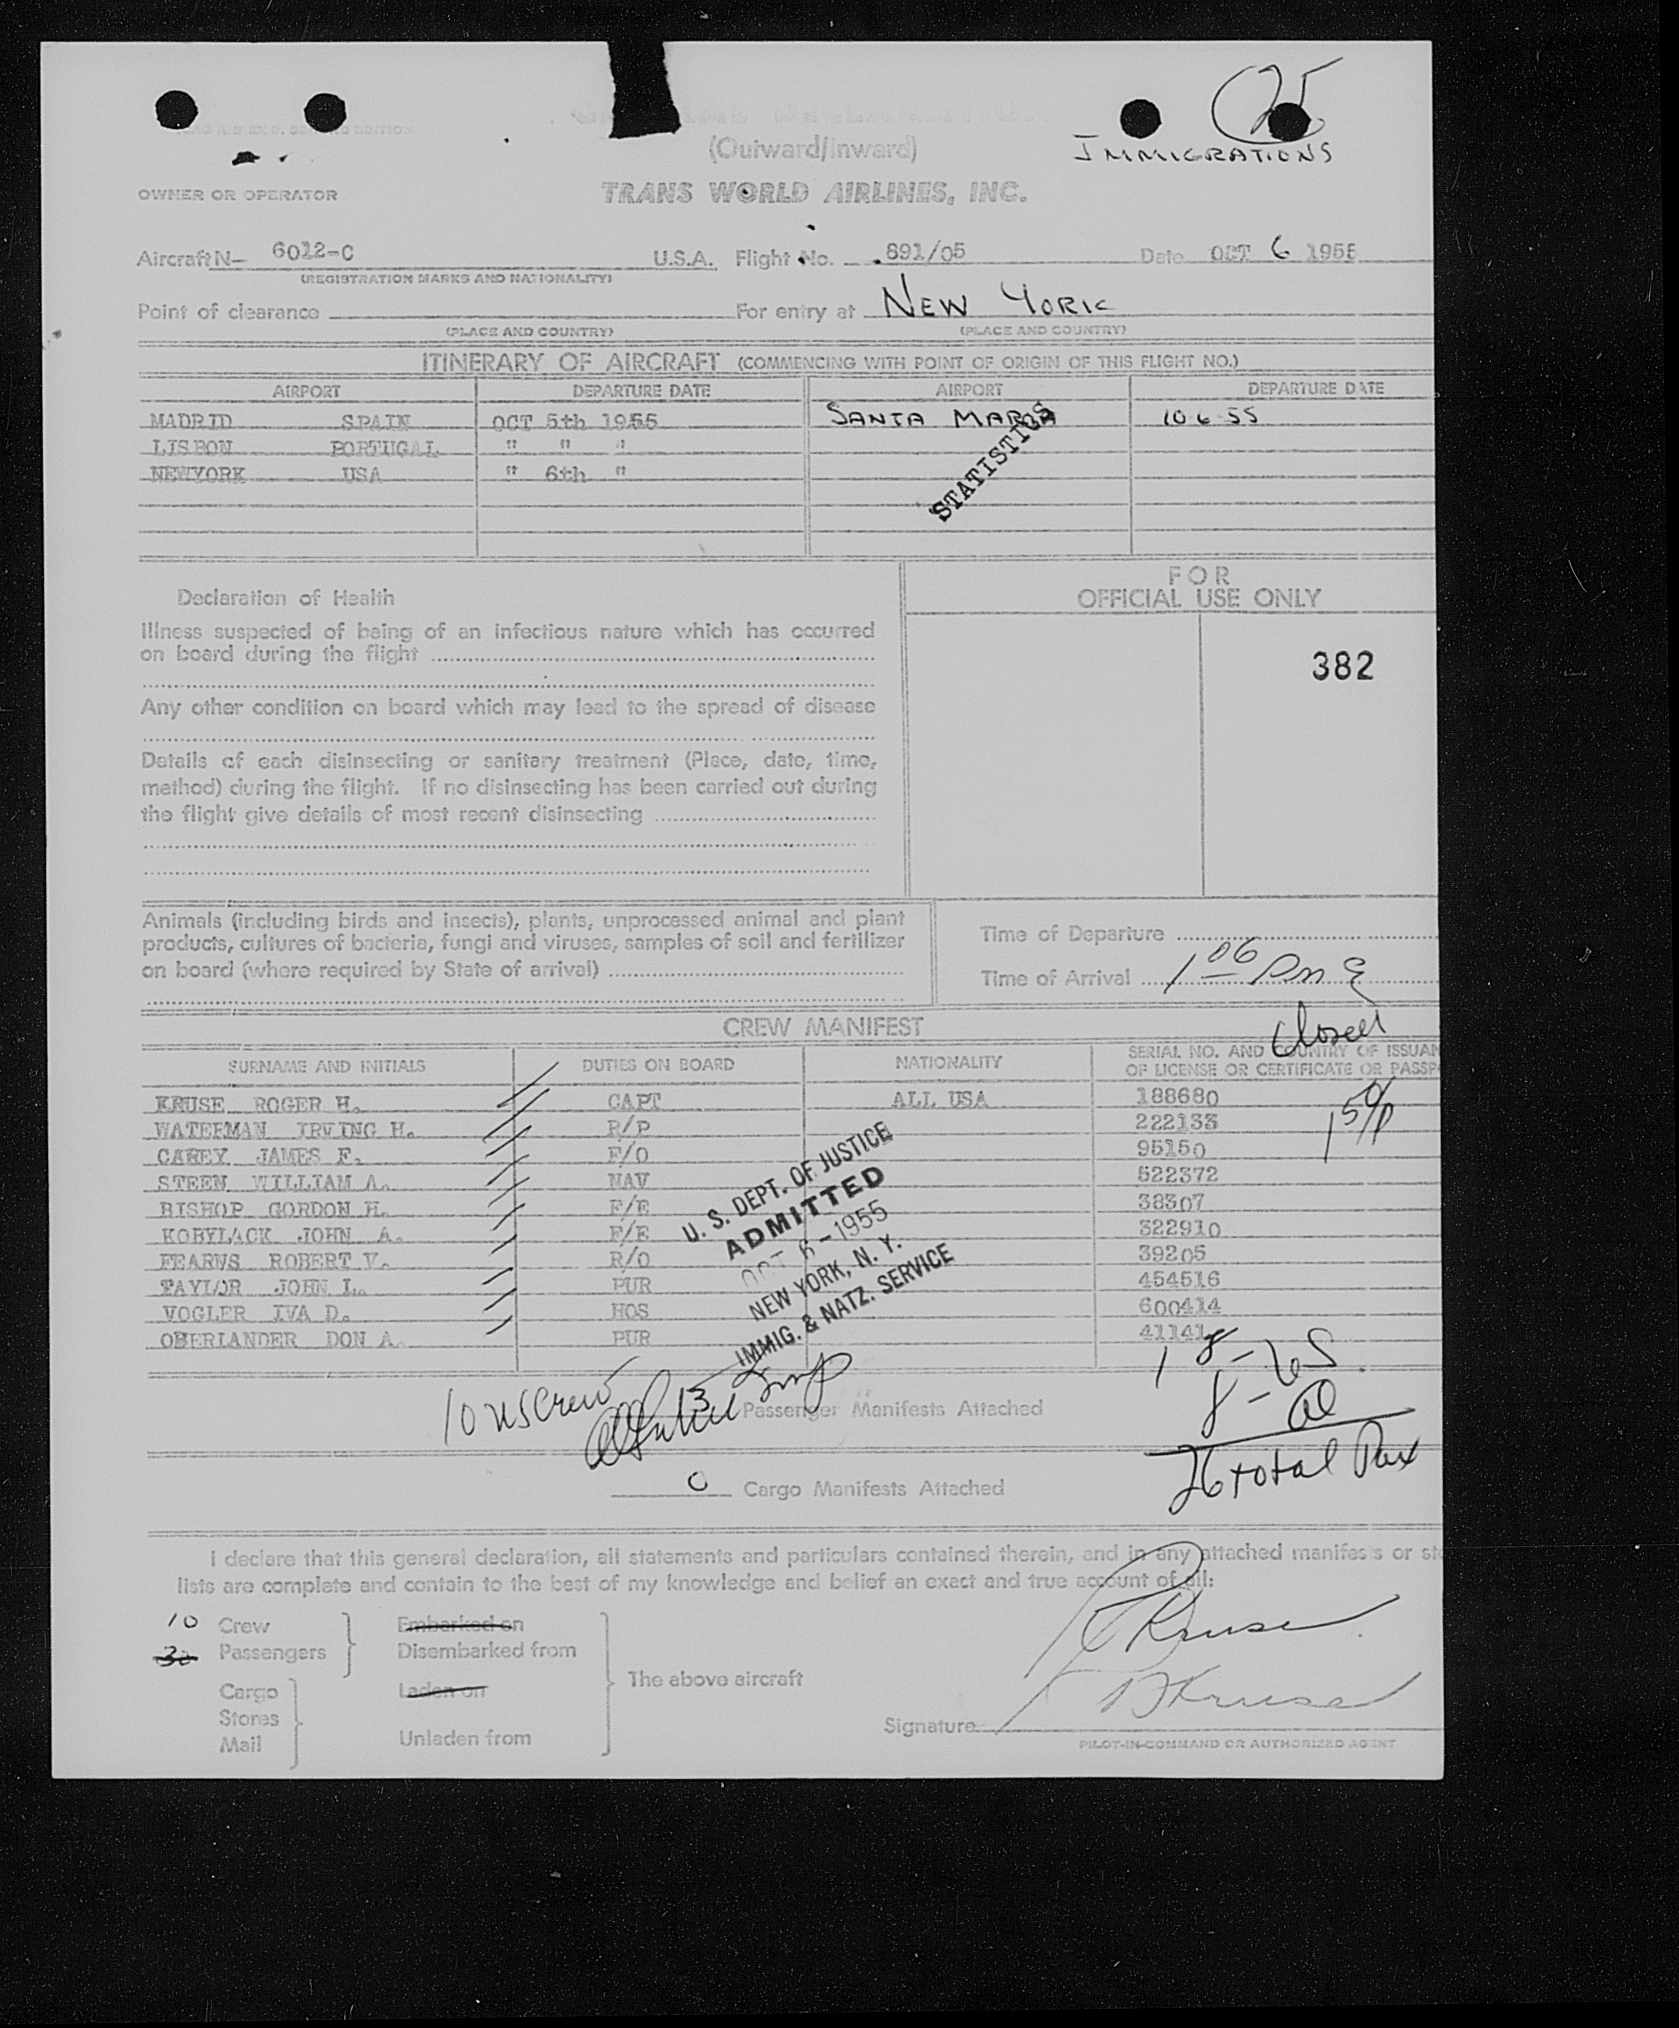 25
IMMIGRATIONS
(Outward/Inward)
OWNER OR OPERATOR TRANS WORLD AIRLINES, INC.
Aircraft N- 6012-C U.S.A. Flight No. 891/05 Date OCT 6 1955
(REGISTRATION MARKS AND NATIONALITY)
Point of clearance For entry at NEW YORK
(PLACE AND COUNTRY) (PLACE AND COUNTRY)
ITINERARY OF AIRCRAFT (COMMENCING WITH POINT OF ORIGIN OF THIS FLIGHT NO.)
AIRPORT DEPARTURE DATE AIRPORT DEPARTURE DATE
MADRID SPAIN OCT 5th 1955 SANTA MARIA 10 6 55
LISBON PORTUGAL " " "
NEWYORK USA " 6th "
STATISTICS
Declaration of Health
FOR
OFFICIAL USE ONLY
Illness suspected of being of an infectious nature which has occurred
on board during the flight
382
Any other condition on board which may lead to the spread of disease
Details of each disinsecting or sanitary treatment (Place, date, time,
method) during the flight. If no disinsecting has been carried out during
the flight give details of most recent disinsecting
Animals (including birds and insects), plants, unprocessed animal and plant
products, cultures of bacteria, fungi and viruses, samples of soil and fertilizer
on board (where required by State of arrival)
Time of Departure
Time of Arrival 1 06 Pm E
Closed
CREW MANIFEST
SURNAME AND INITIALS DUTIES ON BOARD NATIONALITY SERIAL NO. AND COUNTRY OF ISSUAN
OF LICENSE OR CERTIFICATE OR PASSP
KRUSE ROGER H. CAPT ALL USA 188680
WATERMAN IRVING H. R/P 222133
CAREY JAMES F. F/O 95150
STEEN WILLIAM A. NAV 522372
BISHOP GORDON H. F/E 38307
KOBYLACK JOHN A. F/E 322910
FEARNS ROBERT V. R/O 39205
TAYLOR JOHN L. PUR 454516
VOGLER IVA D. HOS 600414
OBERLANDER DON A. PUR 41141
U. S. DEPT. OF JUSTICE
ADMITTED
OCT 6 - 1955
NEW YORK, N. Y.
IMMIG. & NATZ. SERVICE
10 us Crew
3 Passenger Manifests Attached
26 total Pax
0 Cargo Manifests Attached
I declare that this general declaration, all statements and particulars contained therein, and in any attached manifests or sto
lists are complete and contain to the best of my knowledge and belief an exact and true account of all:
10 Crew Embarked on
30 Passengers Disembarked from
The above aircraft
Cargo Laden on
Stores
Mail Unladen from
R Kruse
R Kruse
Signature
PILOT-IN-COMMAND OR AUTHORIZED AGENT